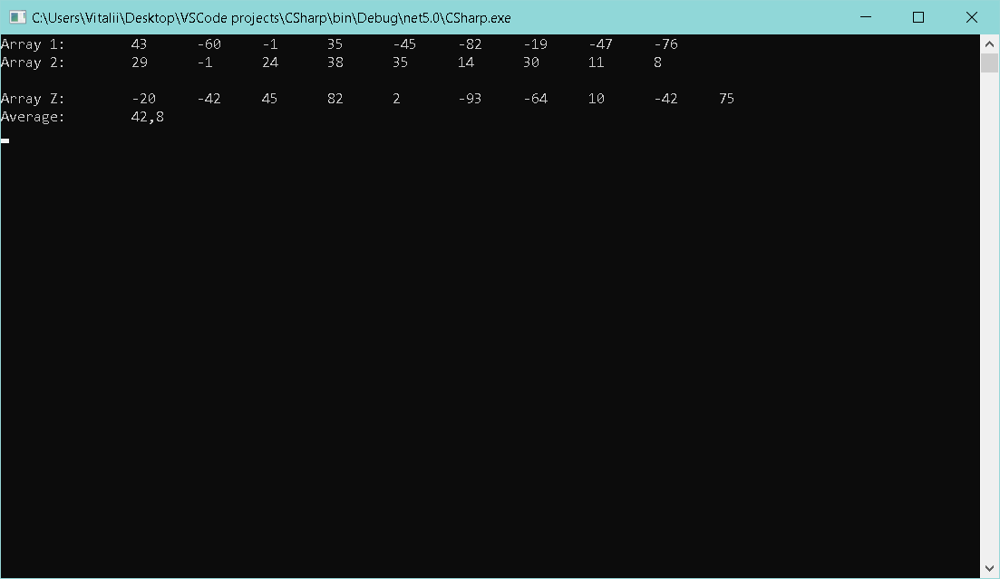 C:\Users\Vitalii\Desktop\VSCode projects\CSharp\bin\Debug\net5.0\CSharp.exe
Array 1: 43 -60 -1 35 -45 -82 -19 -47 -76
Array 2: 29 -1 24 38 35 14 30 11 8
Array Z: -20 -42 45 82 2 -93 -64 10 -42 75
Average: 42,8